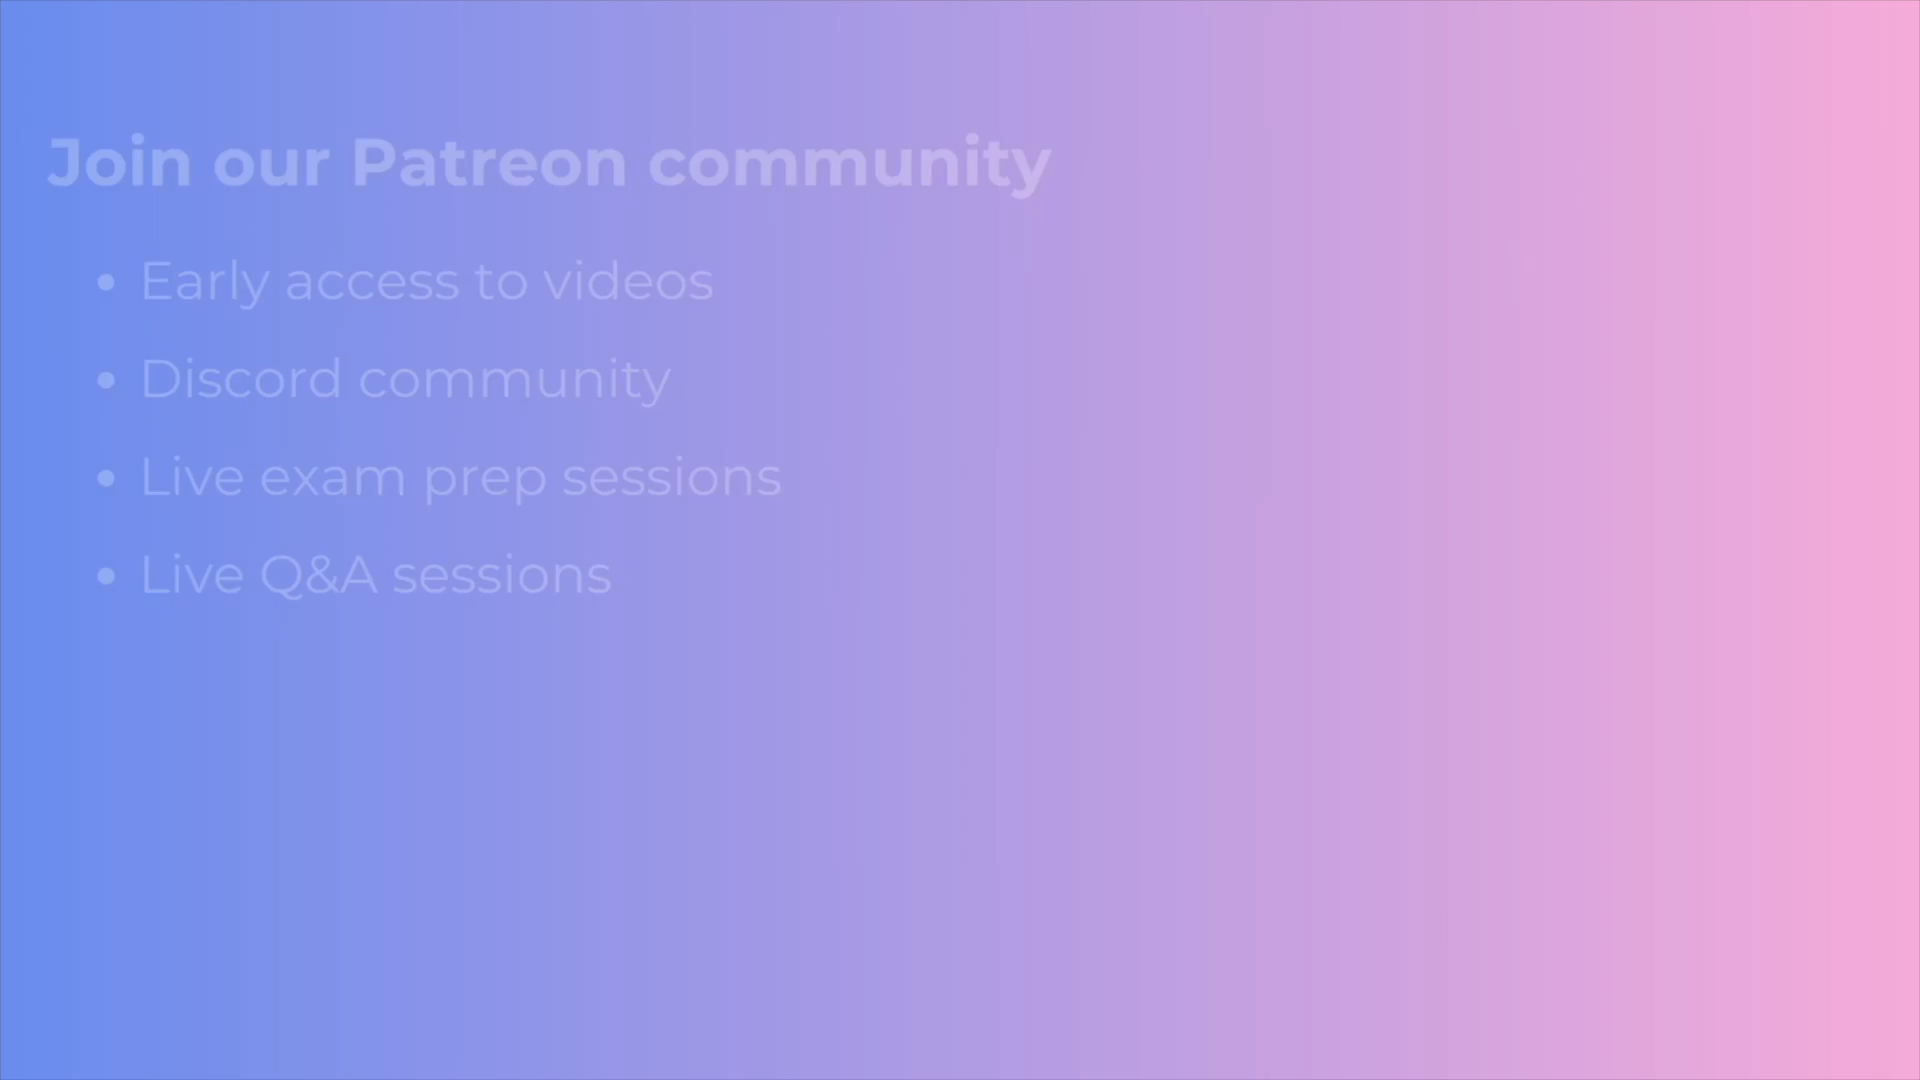 Join our Patreon community
• Early access to videos
• Discord community
• Live exam prep sessions
• Live Q&A sessions